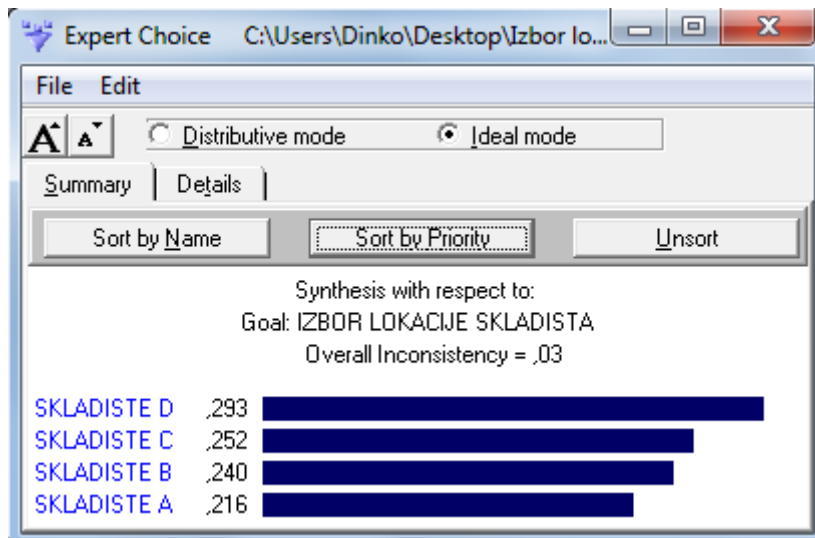 Expert Choice C:\Users\Dinko\Desktop\Izbor lo...
File Edit
A A Distributive mode Ideal mode
Summary Details
Sort by Name Sort by Priority Unsort
Synthesis with respect to:
Goal: IZBOR LOKACIJE SKLADISTA
Overall Inconsistency = ,03
SKLADISTE D ,293
SKLADISTE C ,252
SKLADISTE B ,240
SKLADISTE A ,216